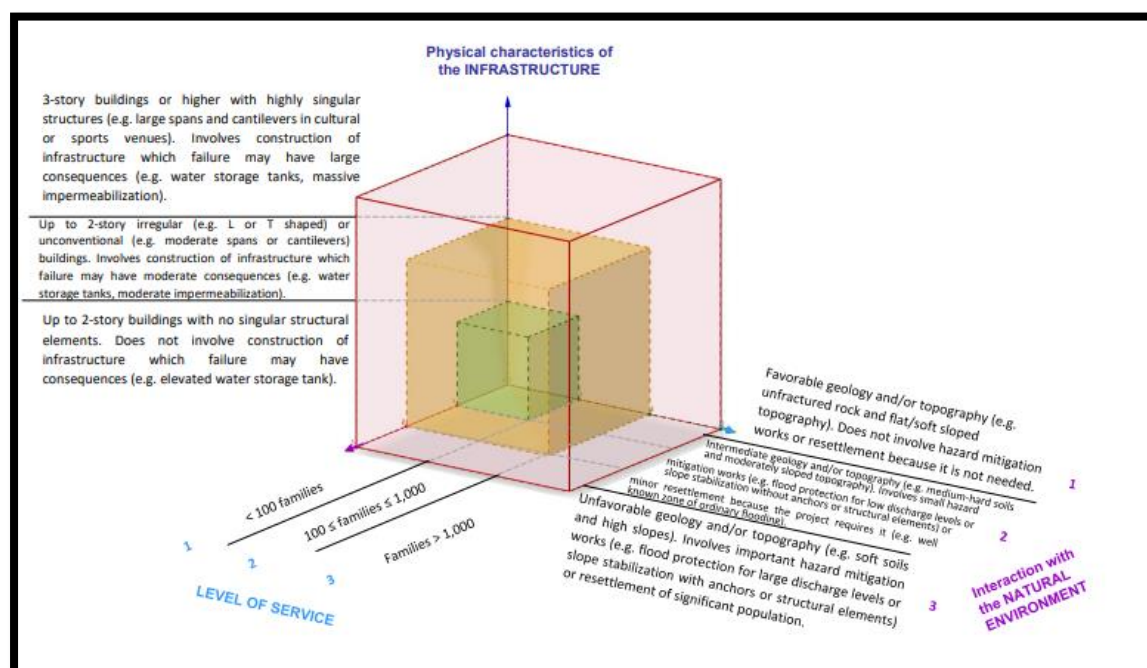 Physical characteristics of
the INFRASTRUCTURE
3-story buildings or higher with highly singular
structures (e.g. large spans and cantilevers in cultural
or sports venues). Involves construction of
infrastructure which failure may have large
consequences (e.g. water storage tanks, massive
impermeabilization).
Up to 2-story irregular (e.g. L or T shaped) or
unconventional (e.g. moderate spans or cantilevers)
buildings. Involves construction of infrastructure which
failure may have moderate consequences (e.g. water
storage tanks, moderate impermeabilization).
Up to 2-story buildings with no singular structural
elements. Does not involve construction of
infrastructure which failure may have
consequences (e.g. elevated water storage tank).
< 100 families
100 ≤ families ≤ 1,000
Families > 1,000
1
2
3
LEVEL OF SERVICE
Favorable geology and/or topography (e.g.
unfractured rock and flat/soft sloped
topography). Does not involve hazard mitigation
works or resettlement because it is not needed.
Intermediate geology and/or topography (e.g. medium-hard soils
and moderately sloped topography). Involves small hazard
mitigation works (e.g. flood protection for low discharge levels or
slope stabilization without anchors or structural elements) or
minor resettlement because the project requires it (e.g. well
known zone of ordinary flooding).
Unfavorable geology and/or topography (e.g. soft soils
and high slopes). Involves important hazard mitigation
works (e.g. flood protection for large discharge levels or
slope stabilization with anchors or structural elements)
or resettlement of significant population.
1
2
3
Interaction with
the NATURAL
ENVIRONMENT